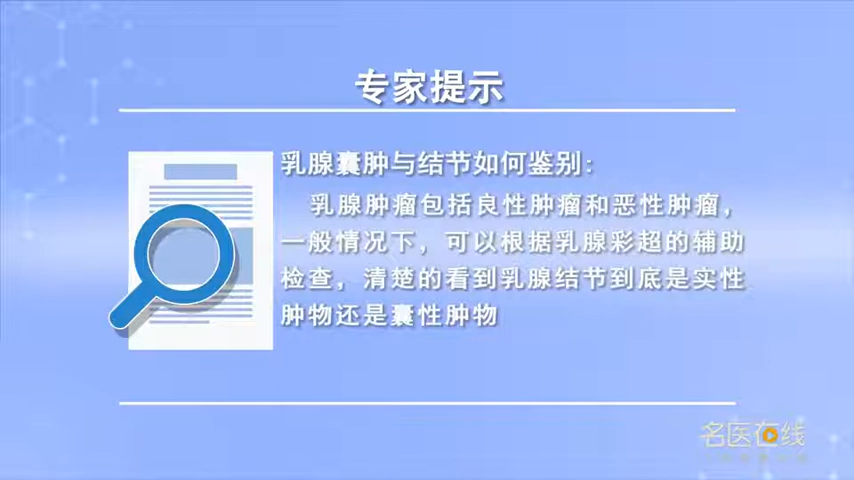 专家提示
乳腺囊肿与结节如何鉴别：
乳腺肿瘤包括良性肿瘤和恶性肿瘤，
一般情况下，可以根据乳腺彩超的辅助
检查，清楚的看到乳腺结节到底是实性
肿物还是囊性肿物
名医在线